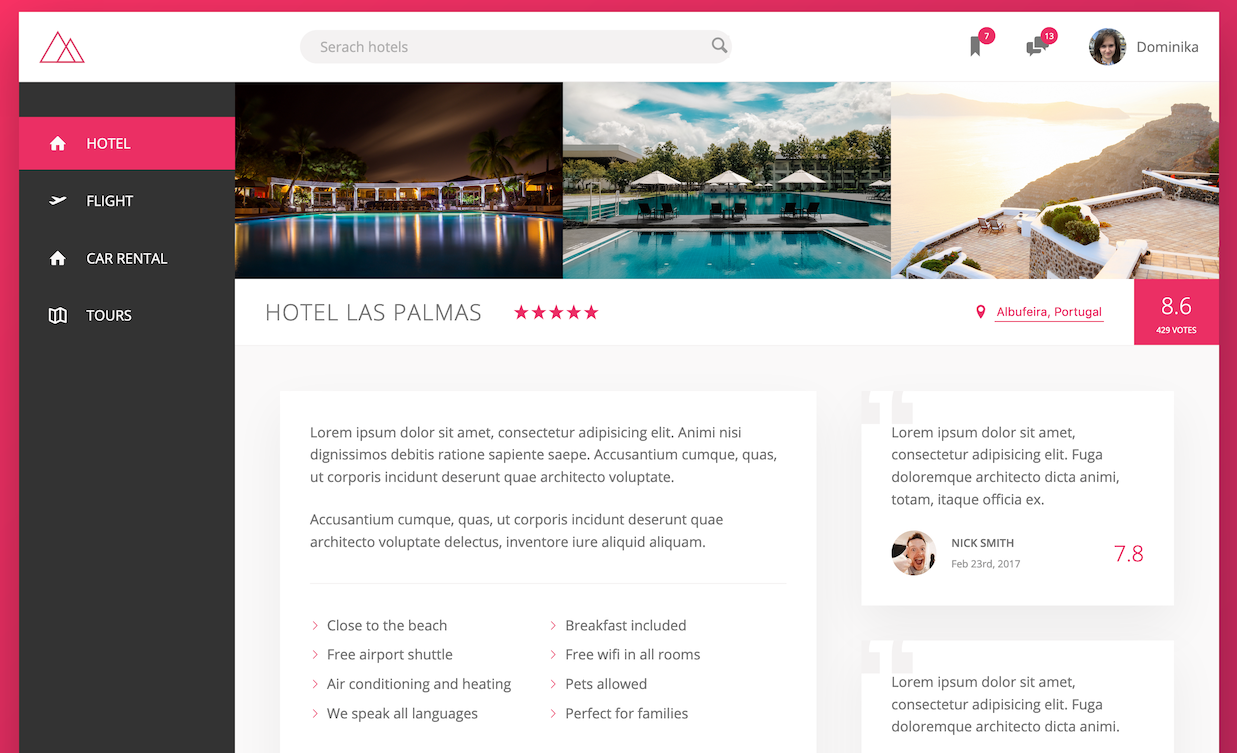 Serach hotels
7
13
Dominika
HOTEL
FLIGHT
CAR RENTAL
TOURS
HOTEL LAS PALMAS
Albufeira, Portugal
8.6
429 VOTES
Lorem ipsum dolor sit amet, consectetur adipisicing elit. Animi nisi
dignissimos debitis ratione sapiente saepe. Accusantium cumque, quas,
ut corporis incidunt deserunt quae architecto voluptate.
Accusantium cumque, quas, ut corporis incidunt deserunt quae
architecto voluptate delectus, inventore iure aliquid aliquam.
Close to the beach
Breakfast included
Free airport shuttle
Free wifi in all rooms
Air conditioning and heating
Pets allowed
We speak all languages
Perfect for families
Lorem ipsum dolor sit amet,
consectetur adipisicing elit. Fuga
doloremque architecto dicta animi,
totam, itaque officia ex.
NICK SMITH
Feb 23rd, 2017
7.8
Lorem ipsum dolor sit amet,
consectetur adipisicing elit. Fuga
doloremque architecto dicta animi.